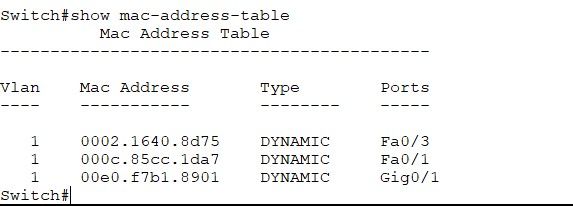 Switch#show mac-address-table
Mac Address Table
-------------------------------------------
Vlan Mac Address Type Ports
---- ----------- -------- -----
1 0002.1640.8d75 DYNAMIC Fa0/3
1 000c.85cc.1da7 DYNAMIC Fa0/1
1 00e0.f7b1.8901 DYNAMIC Gig0/1
Switch#